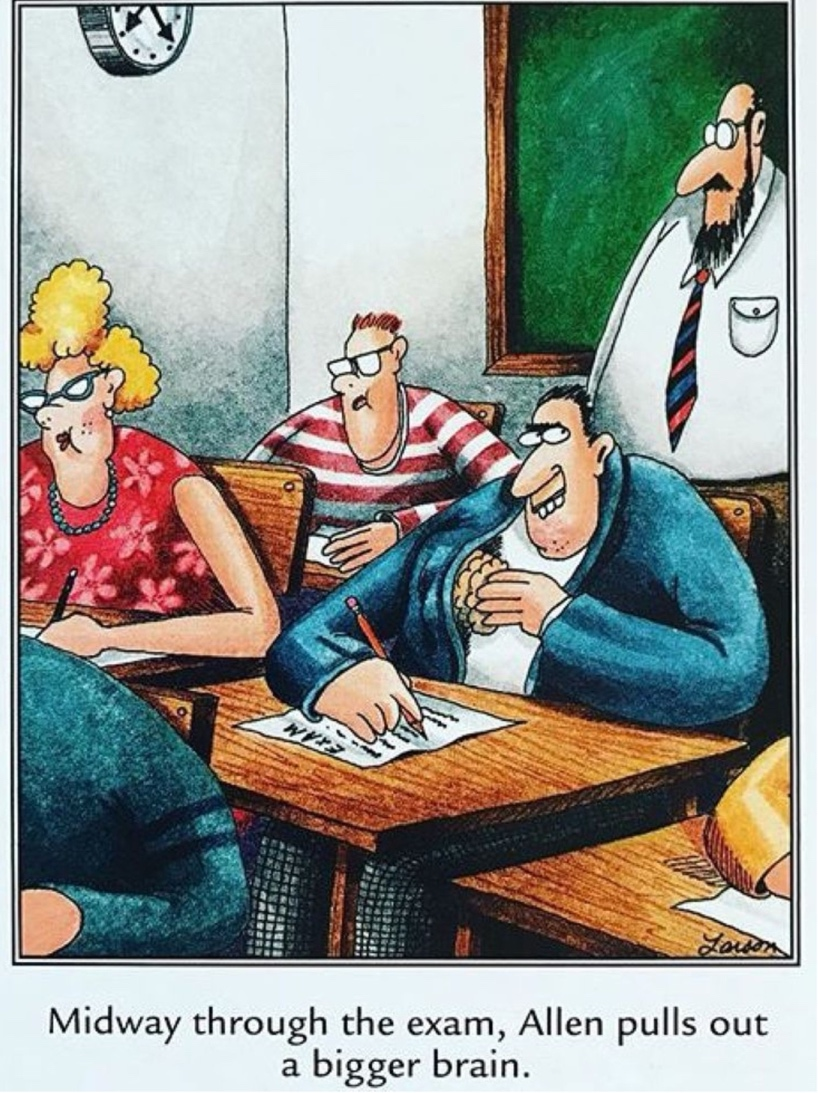 EXAM
Larson
Midway through the exam, Allen pulls out
a bigger brain.